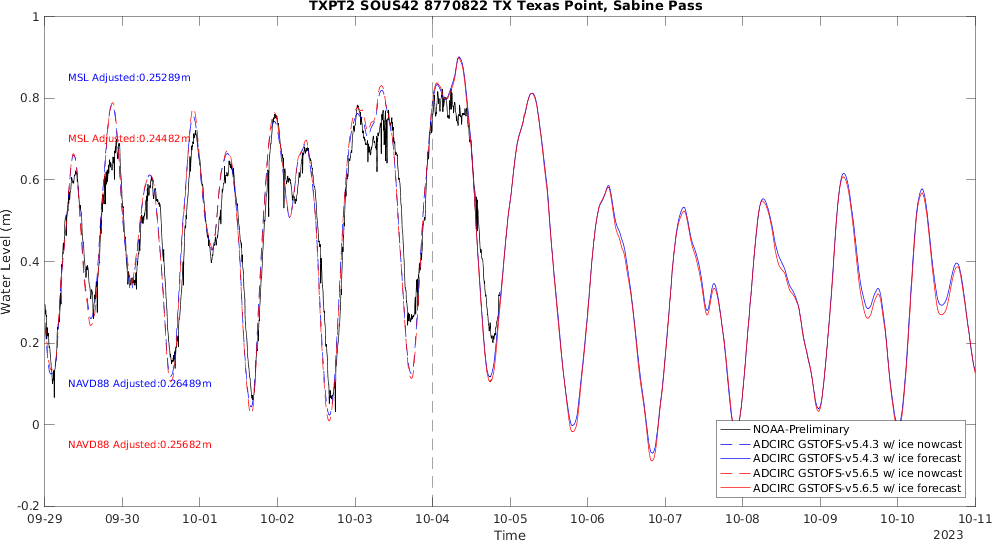 TXPT2 SOUS42 8770822 TX Texas Point, Sabine Pass
1
0.8
0.6
0.4
0.2
0
-0.2
Water Level (m)
MSL Adjusted:0.25289m
MSL Adjusted:0.24482m
NAVD88 Adjusted:0.26489m
NAVD88 Adjusted:0.25682m
NOAA-Preliminary
ADCIRC GSTOFS-v5.4.3 w/ ice nowcast
ADCIRC GSTOFS-v5.4.3 w/ ice forecast
ADCIRC GSTOFS-v5.6.5 w/ ice nowcast
ADCIRC GSTOFS-v5.6.5 w/ ice forecast
09-29 09-30 10-01 10-02 10-03 10-04 10-05 10-06 10-07 10-08 10-09 10-10 10-11
Time
2023